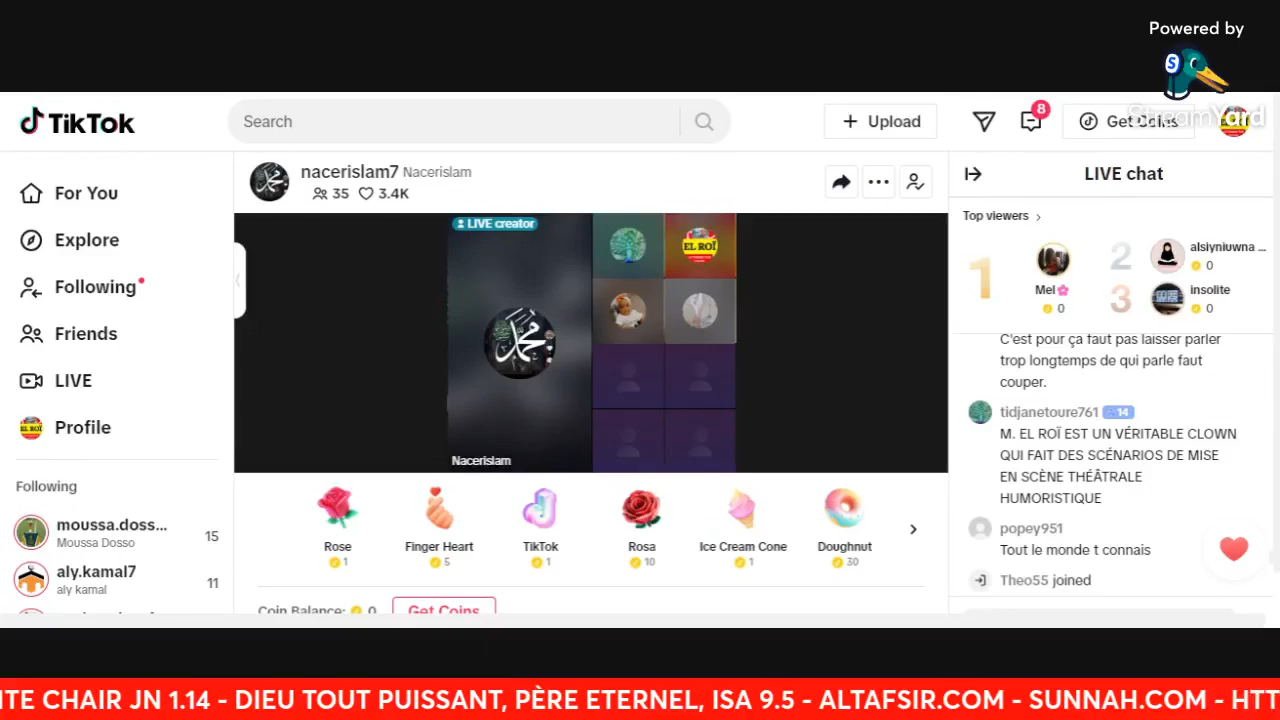 Powered by
StreamYard
TikTok
Search
Upload
8
Get Coins
For You
Explore
Following
Friends
LIVE
Profile
Following
moussa.doss...
Moussa Dosso
15
aly.kamal7
aly kamal
11
nacerislam7 Nacerislam
35 3.4K
LIVE creator
EL ROÏ
Nacerislam
Rose
1
Finger Heart
5
TikTok
1
Rosa
10
Ice Cream Cone
1
Doughnut
30
Coin Balance: 0
Get Coins
LIVE chat
Top viewers
1
Mel
0
2
alsiyniuwna ...
0
3
insolite
0
C'est pour ça faut pas laisser parler
trop longtemps de qui parle faut
couper.
tidjanetoure761 14
M. EL ROÏ EST UN VÉRITABLE CLOWN
QUI FAIT DES SCÉNARIOS DE MISE
EN SCÈNE THÉÂTRALE
HUMORISTIQUE
popey951
Tout le monde t connais
Theo55 joined
ITE CHAIR JN 1.14 - DIEU TOUT PUISSANT, PÈRE ETERNEL, ISA 9.5 - ALTAFSIR.COM - SUNNAH.COM - HTT